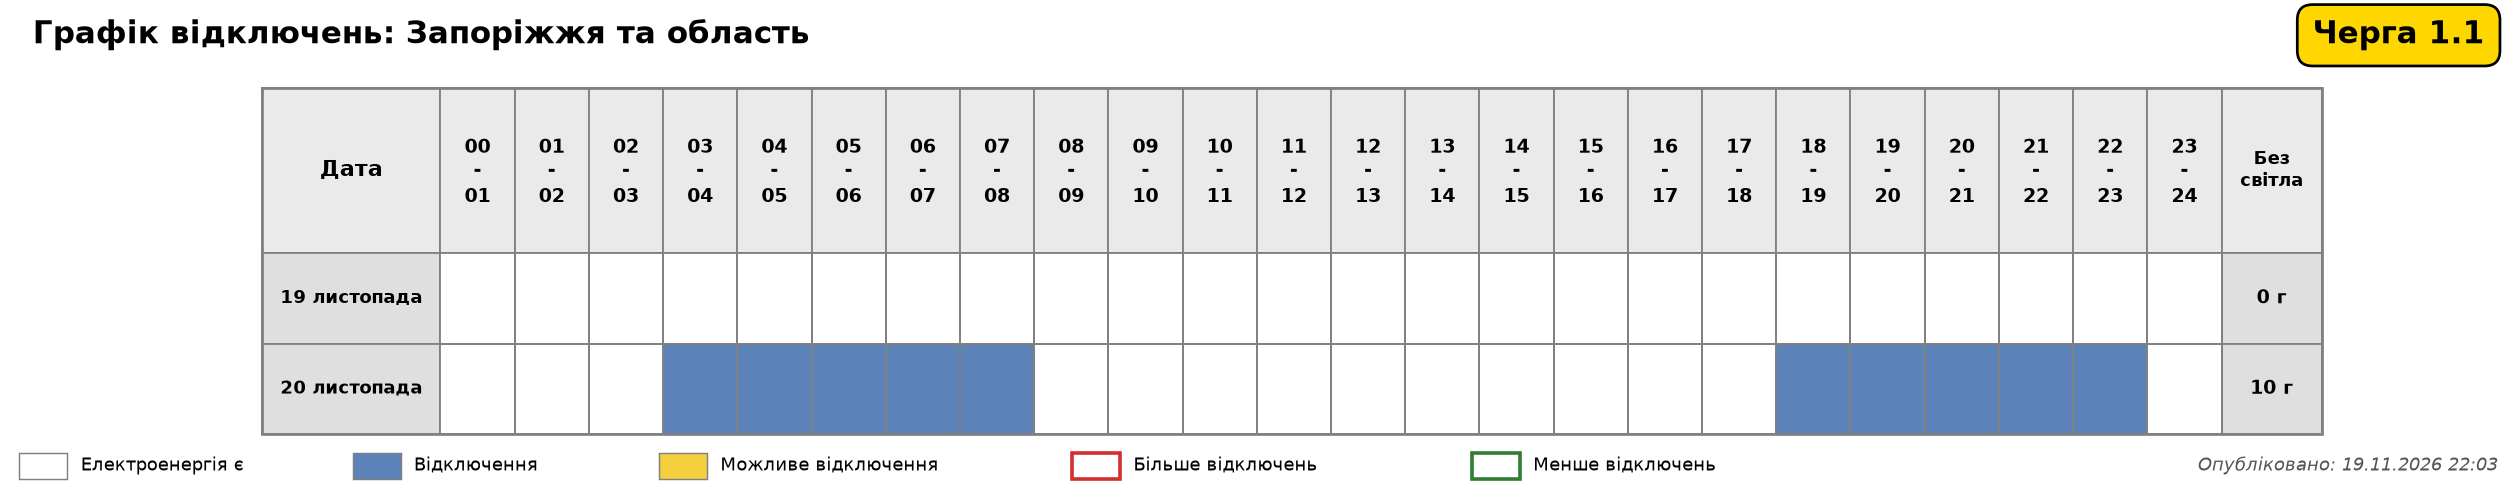 Графік відключень: Запоріжжя та область
Черга 1.1
Дата 00 - 01 01 - 02 02 - 03 03 - 04 04 - 05 05 - 06 06 - 07 07 - 08 08 - 09 09 - 10 10 - 11 11 - 12 12 - 13 13 - 14 14 - 15 15 - 16 16 - 17 17 - 18 18 - 19 19 - 20 20 - 21 21 - 22 22 - 23 23 - 24 Без світла
19 листопада 0 г
20 листопада 10 г
Електроенергія є Відключення Можливе відключення Більше відключень Менше відключень
Опубліковано: 19.11.2026 22:03